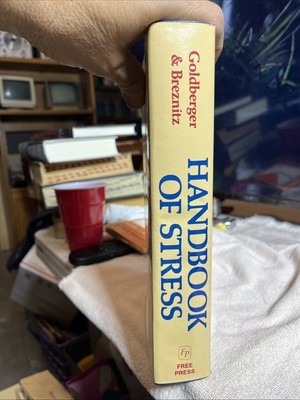 Goldberger
& Breznitz
HANDBOOK
OF STRESS
Fp
FREE
PRESS